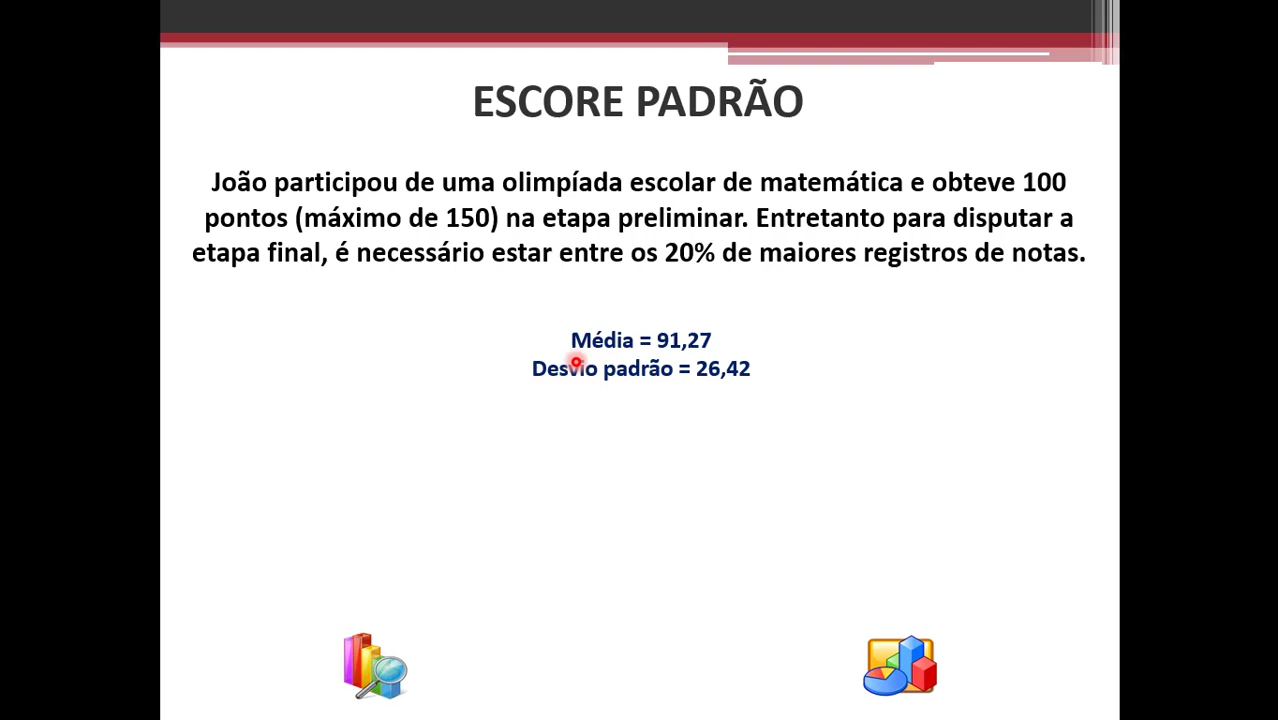 ESCORE PADRÃO
João participou de uma olimpíada escolar de matemática e obteve 100
pontos (máximo de 150) na etapa preliminar. Entretanto para disputar a
etapa final, é necessário estar entre os 20% de maiores registros de notas.
Média = 91,27
Desvio padrão = 26,42